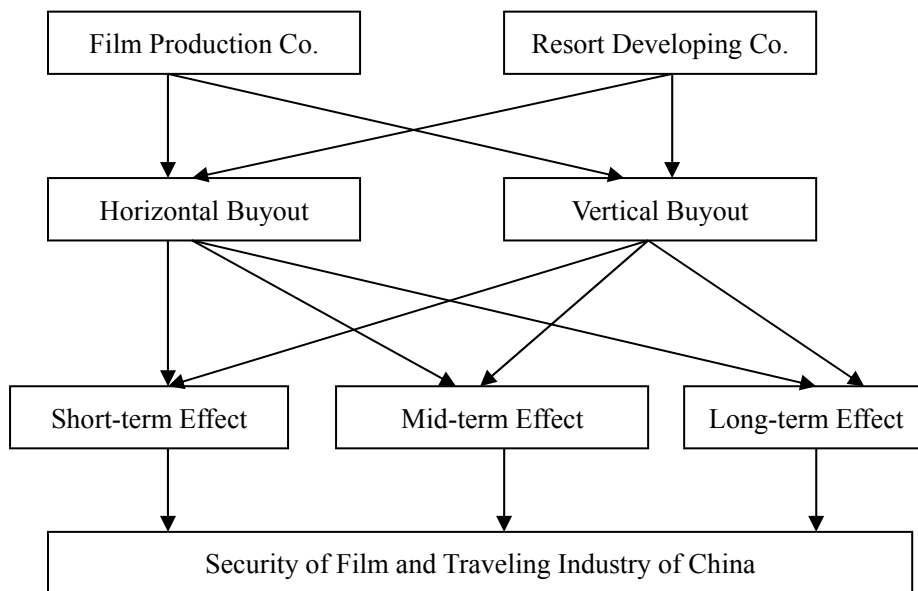 Film Production Co.
Resort Developing Co.
Horizontal Buyout
Vertical Buyout
Short-term Effect
Mid-term Effect
Long-term Effect
Security of Film and Traveling Industry of China